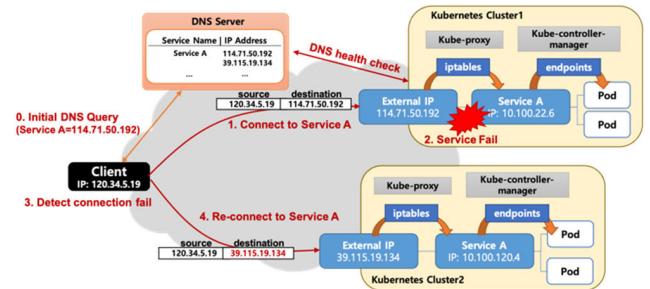 DNS Server
Service Name | IP Address
Service A 114.71.50.192
39.115.19.134
... ...
DNS health check
Kubernetes Cluster1
Kube-proxy
Kube-controller-
manager
iptables
endpoints
source destination
120.34.5.19 114.71.50.192
External IP
114.71.50.192
Service A
IP: 10.100.22.6
Pod
Pod
0. Initial DNS Query
(Service A=114.71.50.192)
1. Connect to Service A
2. Service Fail
Client
IP: 120.34.5.19
3. Detect connection fail
4. Re-connect to Service A
source destination
120.34.5.19 39.115.19.134
Kube-proxy
Kube-controller-
manager
iptables
endpoints
External IP
39.115.19.134
Service A
IP: 10.100.120.4
Pod
Pod
Kubernetes Cluster2